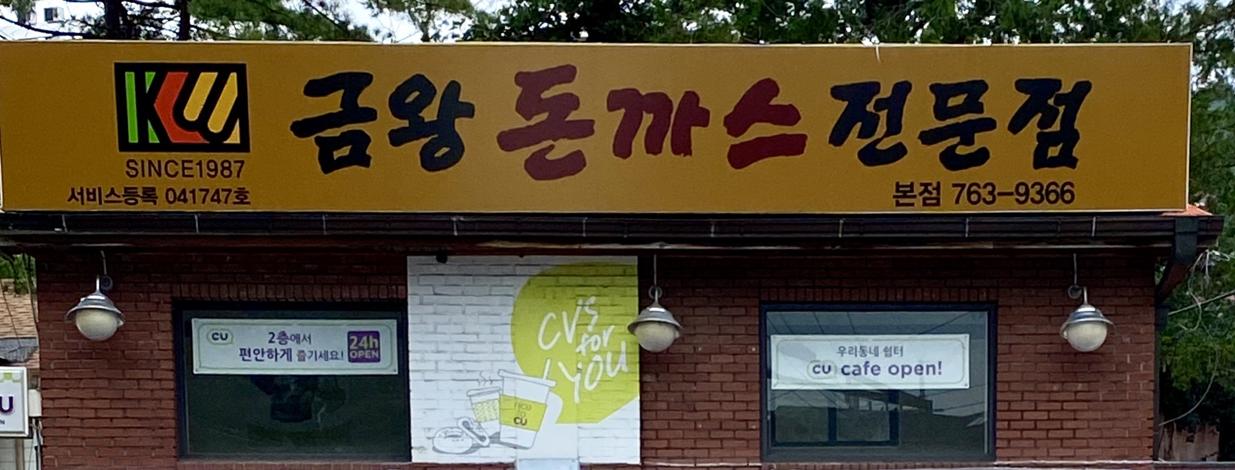 KW
SINCE1987
서비스등록 041747호
금왕 돈까스 전문점
본점 763-9366
CU
2층에서
편안하게 즐기세요!
24h
OPEN
CVS
for
YOU
CU
우리동네 쉼터
CU cafe open!
U